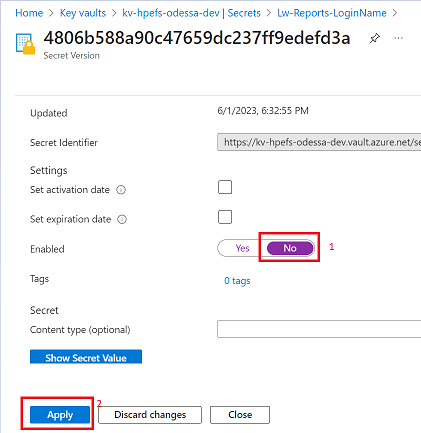 Home > Key vaults > kv-hpefs-odessa-dev | Secrets > Lw-Reports-LoginName >
4806b588a90c47659dc237ff9edefd3a
Secret Version
Updated 6/1/2023, 6:32:55 PM
Secret Identifier https://kv-hpefs-odessa-dev.vault.azure.net/se
Settings
Set activation date
Set expiration date
Enabled Yes No 1
Tags 0 tags
Secret
Content type (optional)
Show Secret Value
Apply 2 Discard changes Close